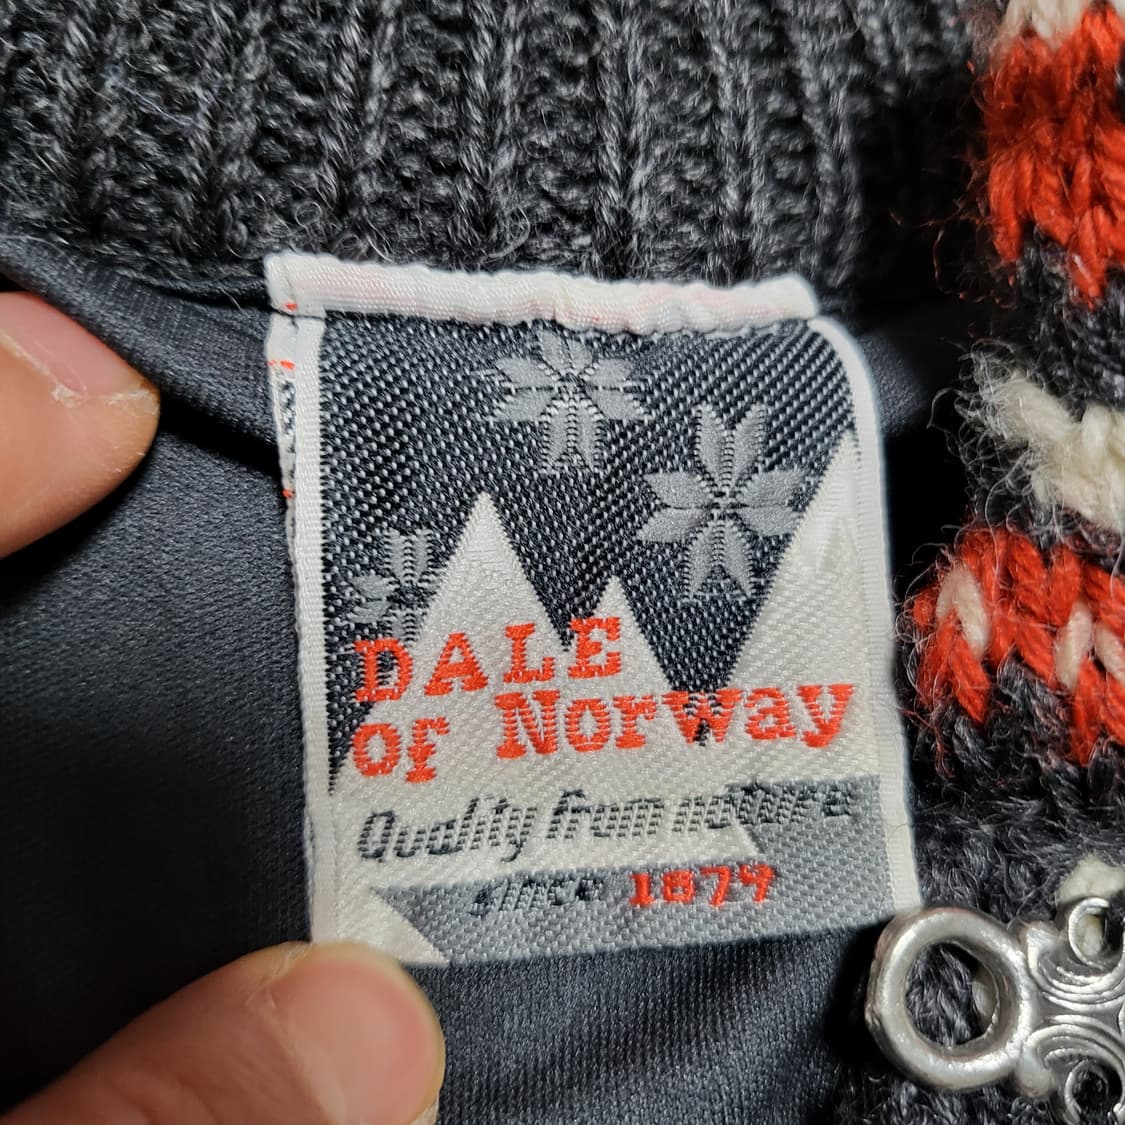 DALE
of Norway
Quality from nature
since 1879